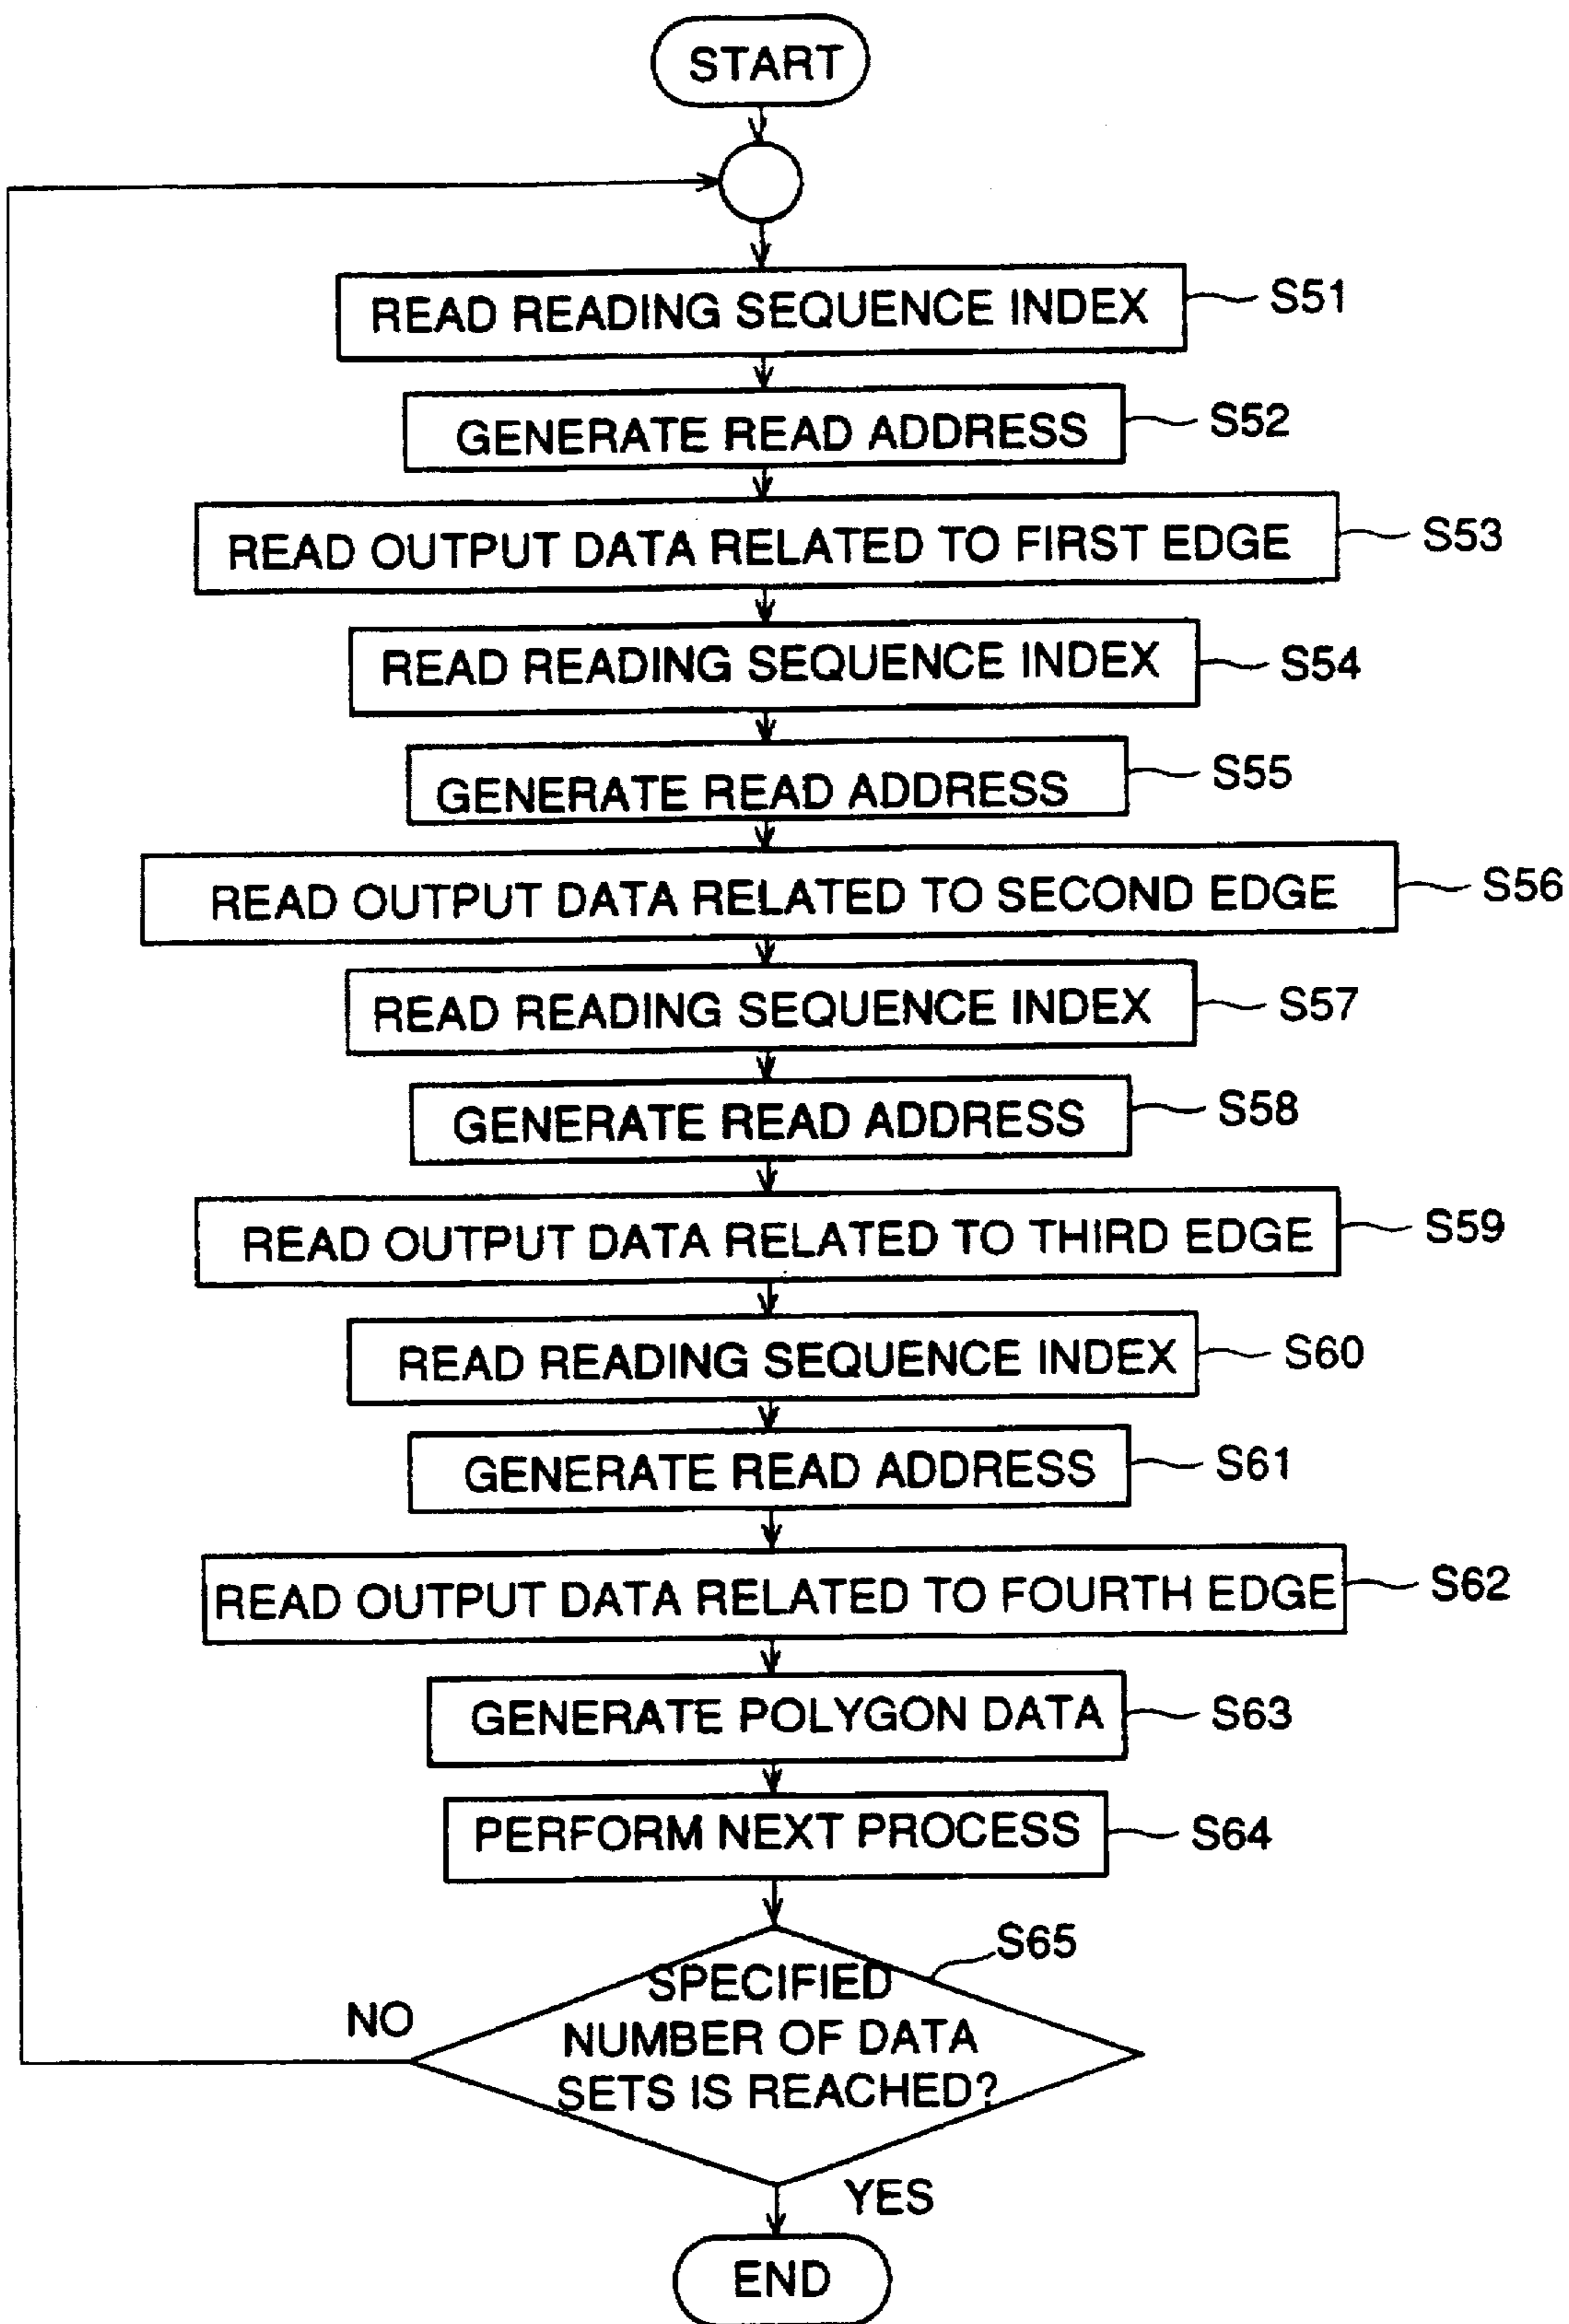 START
READ READING SEQUENCE INDEX S51
GENERATE READ ADDRESS S52
READ OUTPUT DATA RELATED TO FIRST EDGE S53
READ READING SEQUENCE INDEX S54
GENERATE READ ADDRESS S55
READ OUTPUT DATA RELATED TO SECOND EDGE S56
READ READING SEQUENCE INDEX S57
GENERATE READ ADDRESS S58
READ OUTPUT DATA RELATED TO THIRD EDGE S59
READ READING SEQUENCE INDEX S60
GENERATE READ ADDRESS S61
READ OUTPUT DATA RELATED TO FOURTH EDGE S62
GENERATE POLYGON DATA S63
PERFORM NEXT PROCESS S64
S65
SPECIFIED
NUMBER OF DATA
SETS IS REACHED?
NO
YES
END